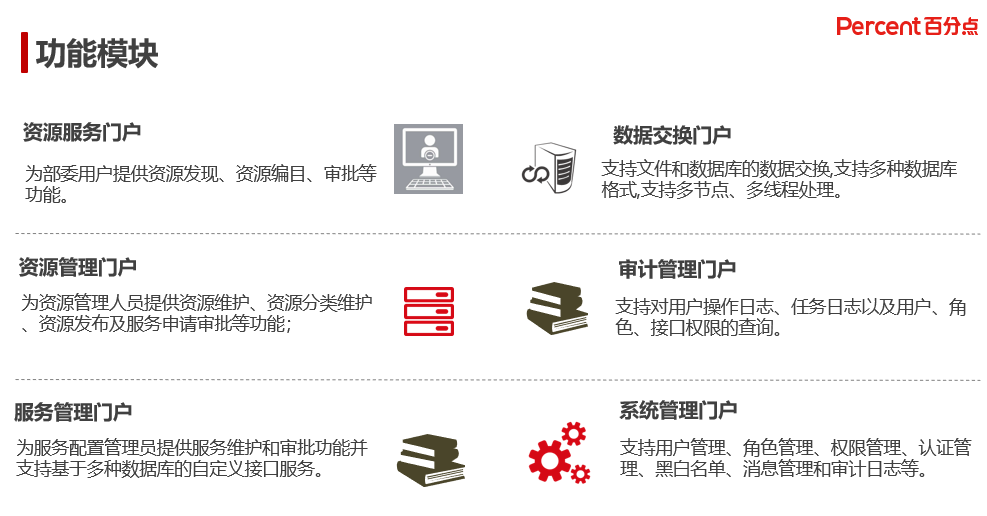 Percent百分点
功能模块
资源服务门户
为部委用户提供资源发现、资源编目、审批等
功能。
数据交换门户
支持文件和数据库的数据交换,支持多种数据库
格式,支持多节点、多线程处理。
资源管理门户
为资源管理人员提供资源维护、资源分类维护
、资源发布及服务申请审批等功能；
审计管理门户
支持对用户操作日志、任务日志以及用户、角
色、接口权限的查询。
服务管理门户
为服务配置管理员提供服务维护和审批功能并
支持基于多种数据库的自定义接口服务。
系统管理门户
支持用户管理、角色管理、权限管理、认证管
理、黑白名单、消息管理和审计日志等。